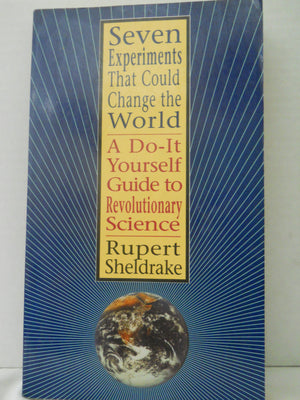 Seven
Experiments
That Could
Change the
World
A Do-It
Yourself
Guide to
Revolutionary
Science
Rupert
Sheldrake